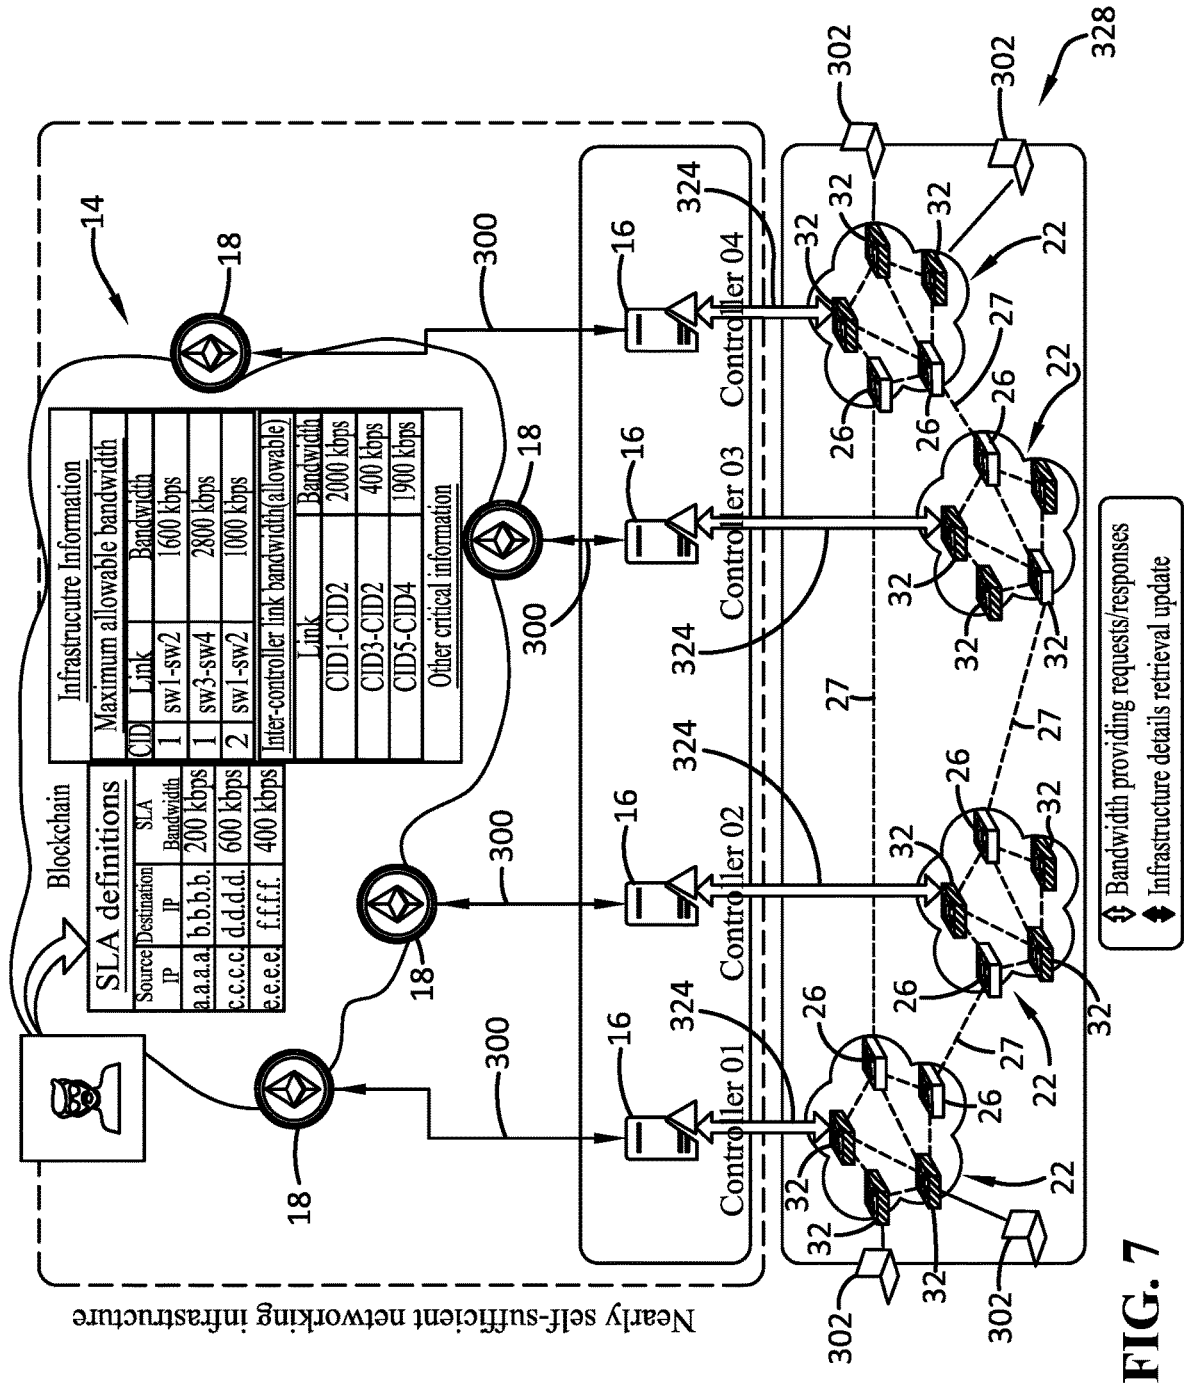 Nearly self-sufficient networking infrastructure
14
Blockchain
SLA definitions
Source IP Destination IP SLA Bandwidth
a.a.a.a. b.b.b.b. 200 kbps
c.c.c.c. d.d.d.d. 600 kbps
e.e.e.e. f.f.f.f. 400 kbps
Infrastrucutre Information
Maximum allowable bandwidth
CID Link Bandwidth
1 sw1-sw2 1600 kbps
1 sw3-sw4 2800 kbps
2 sw1-sw2 1000 kbps
Inter-controller link bandwidth(allowable)
Link Bandwidth
CID1-CID2 2000 kbps
CID3-CID2 400 kbps
CID5-CID4 1900 kbps
Other critical information
18
18
18
18
300
300
300
300
16
16
16
16
Controller 01
Controller 02
Controller 03
Controller 04
324
324
324
324
302
32
32
32
26
26
22
302
27
27
26
26
32
32
32
22
27
32
32
32
26
22
27
26
26
32
32
32
22
302
302
328
Bandwidth providing requests/responses
Infrastructure details retrieval update
FIG. 7